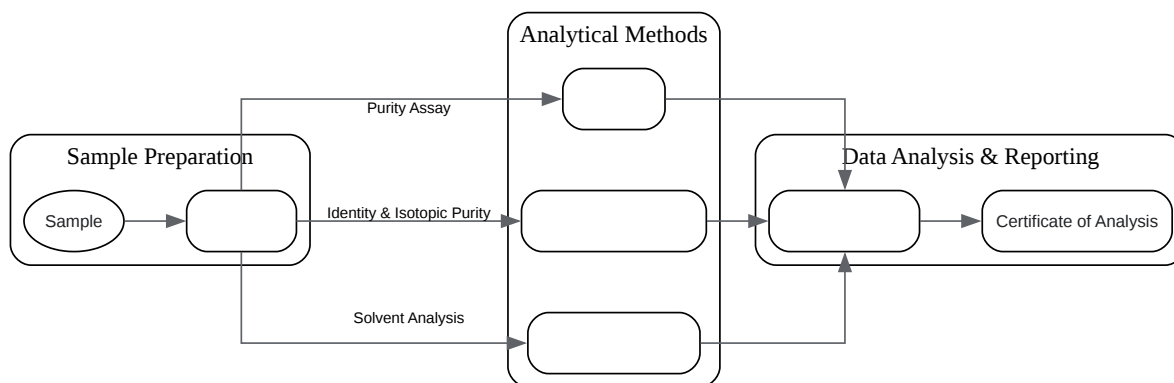 Analytical Methods
Purity Assay
Sample Preparation
Data Analysis & Reporting
Sample
Identity & Isotopic Purity
Certificate of Analysis
Solvent Analysis